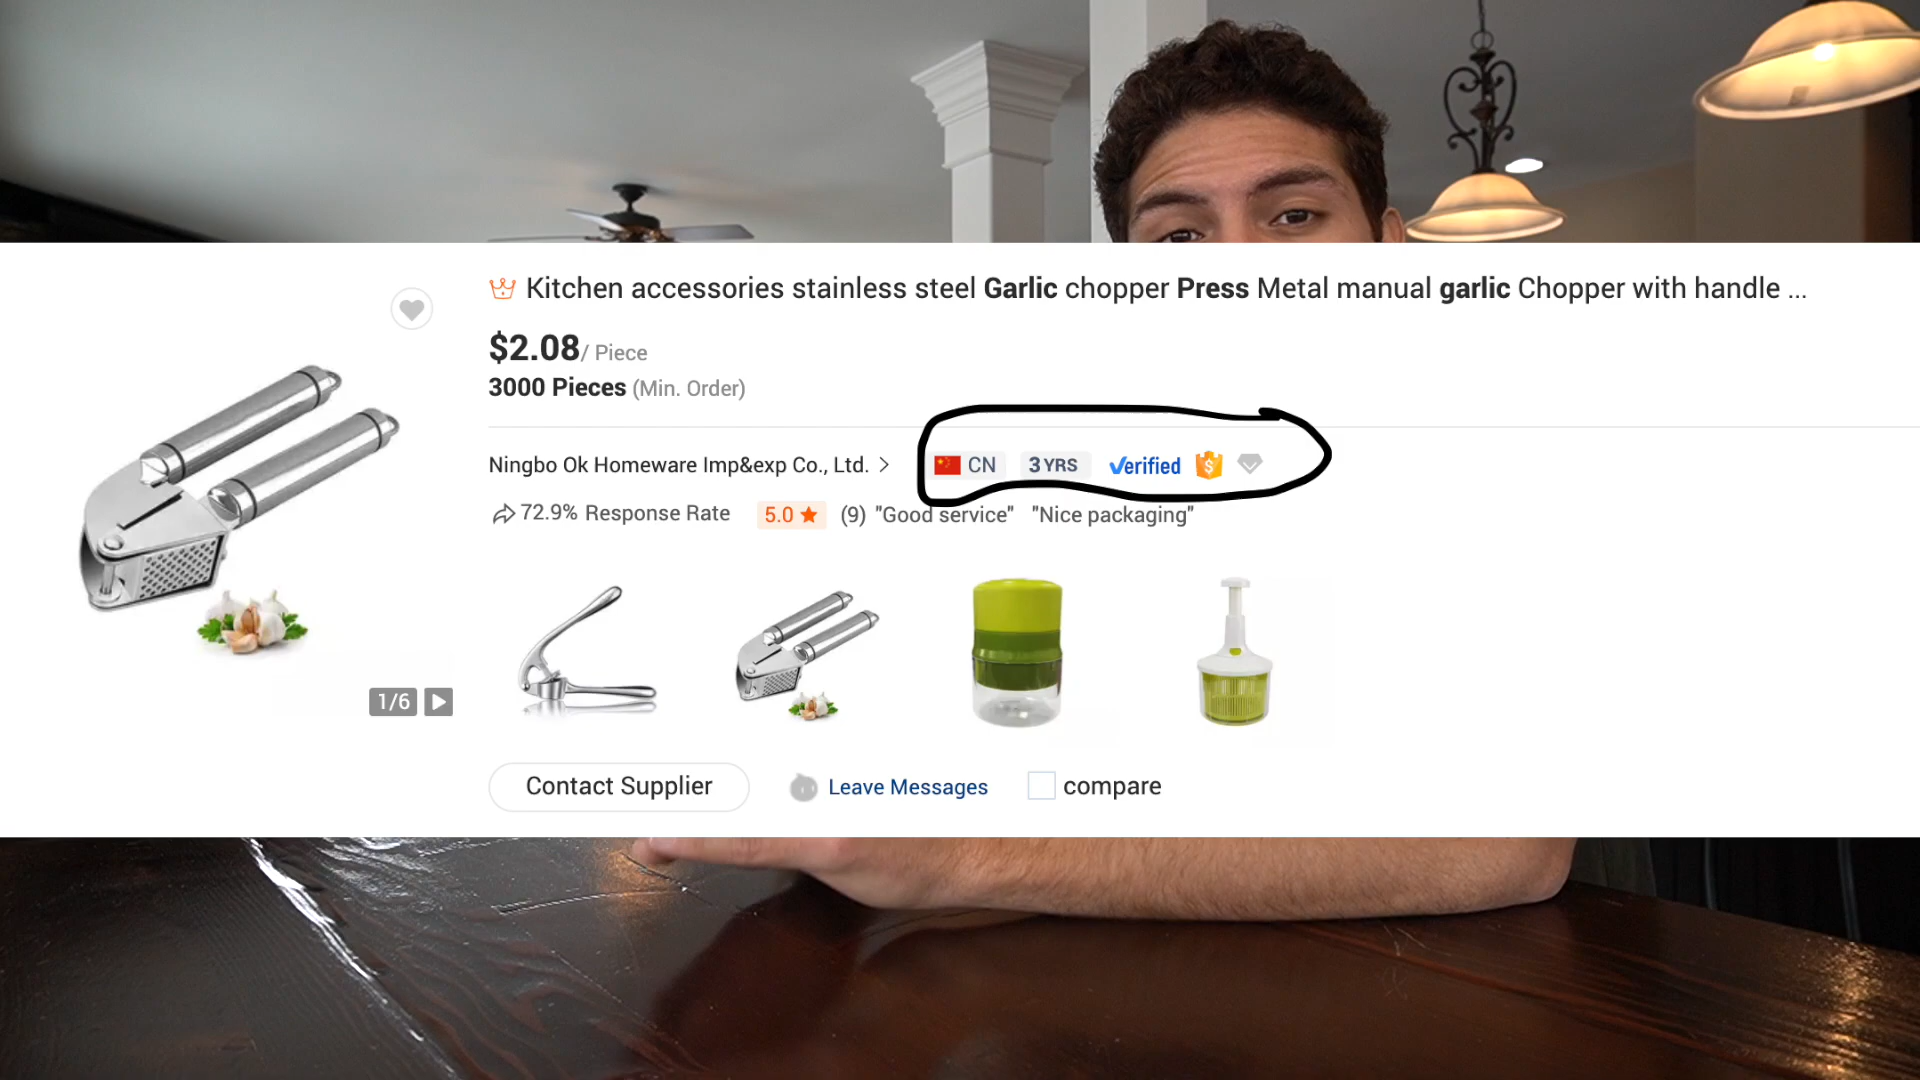 Kitchen accessories stainless steel Garlic chopper Press Metal manual garlic Chopper with handle ...
$2.08/ Piece
3000 Pieces (Min. Order)
Ningbo Ok Homeware Imp&exp Co., Ltd. > CN 3 YRS Verified $
72.9% Response Rate 5.0 ★ (9) "Good service" "Nice packaging"
1/6
Contact Supplier Leave Messages compare